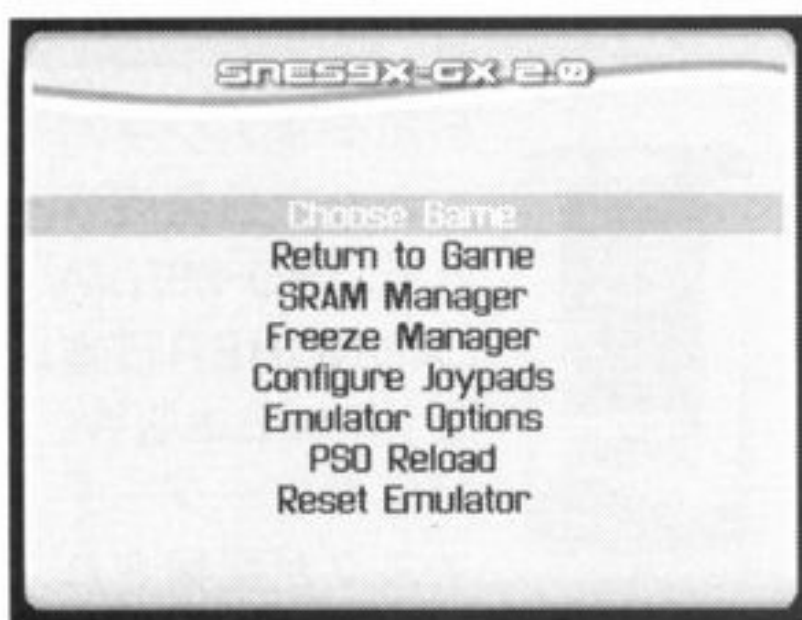 SNES9X-GX 2.0
Choose Game
Return to Game
SRAM Manager
Freeze Manager
Configure Joypads
Emulator Options
PSO Reload
Reset Emulator